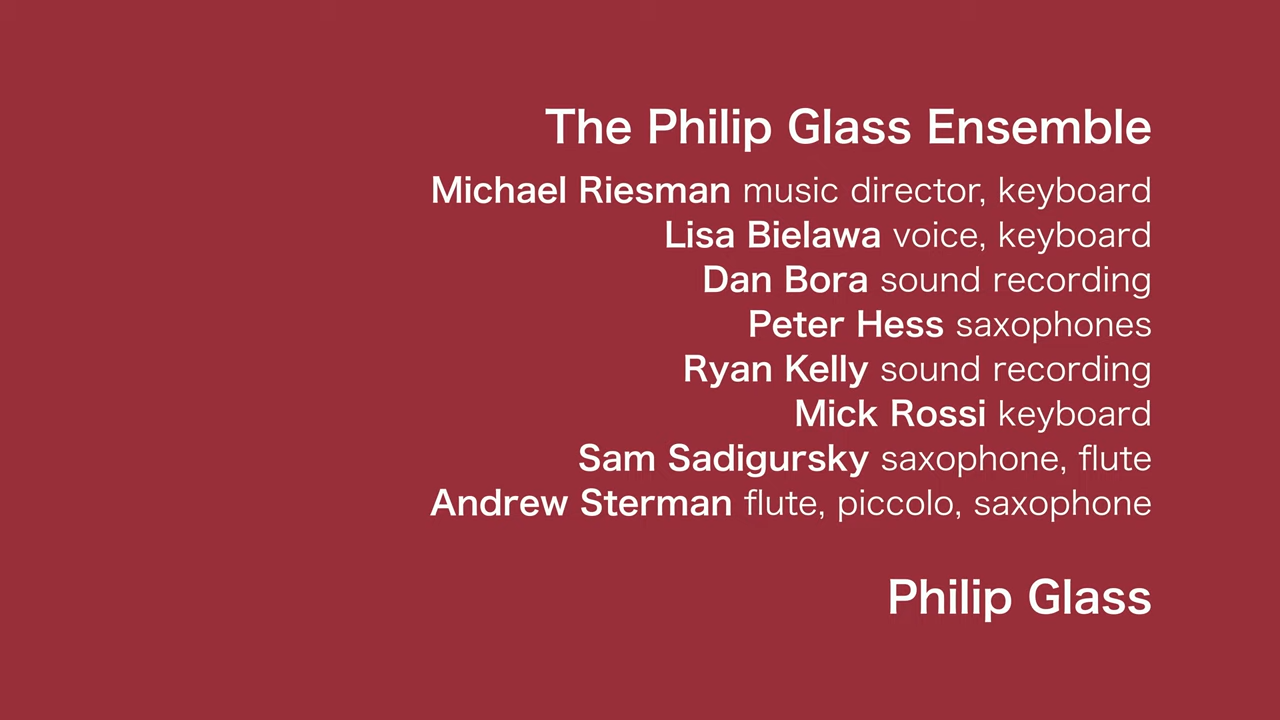 The Philip Glass Ensemble
Michael Riesman music director, keyboard
Lisa Bielawa voice, keyboard
Dan Bora sound recording
Peter Hess saxophones
Ryan Kelly sound recording
Mick Rossi keyboard
Sam Sadigursky saxophone, flute
Andrew Sterman flute, piccolo, saxophone
Philip Glass